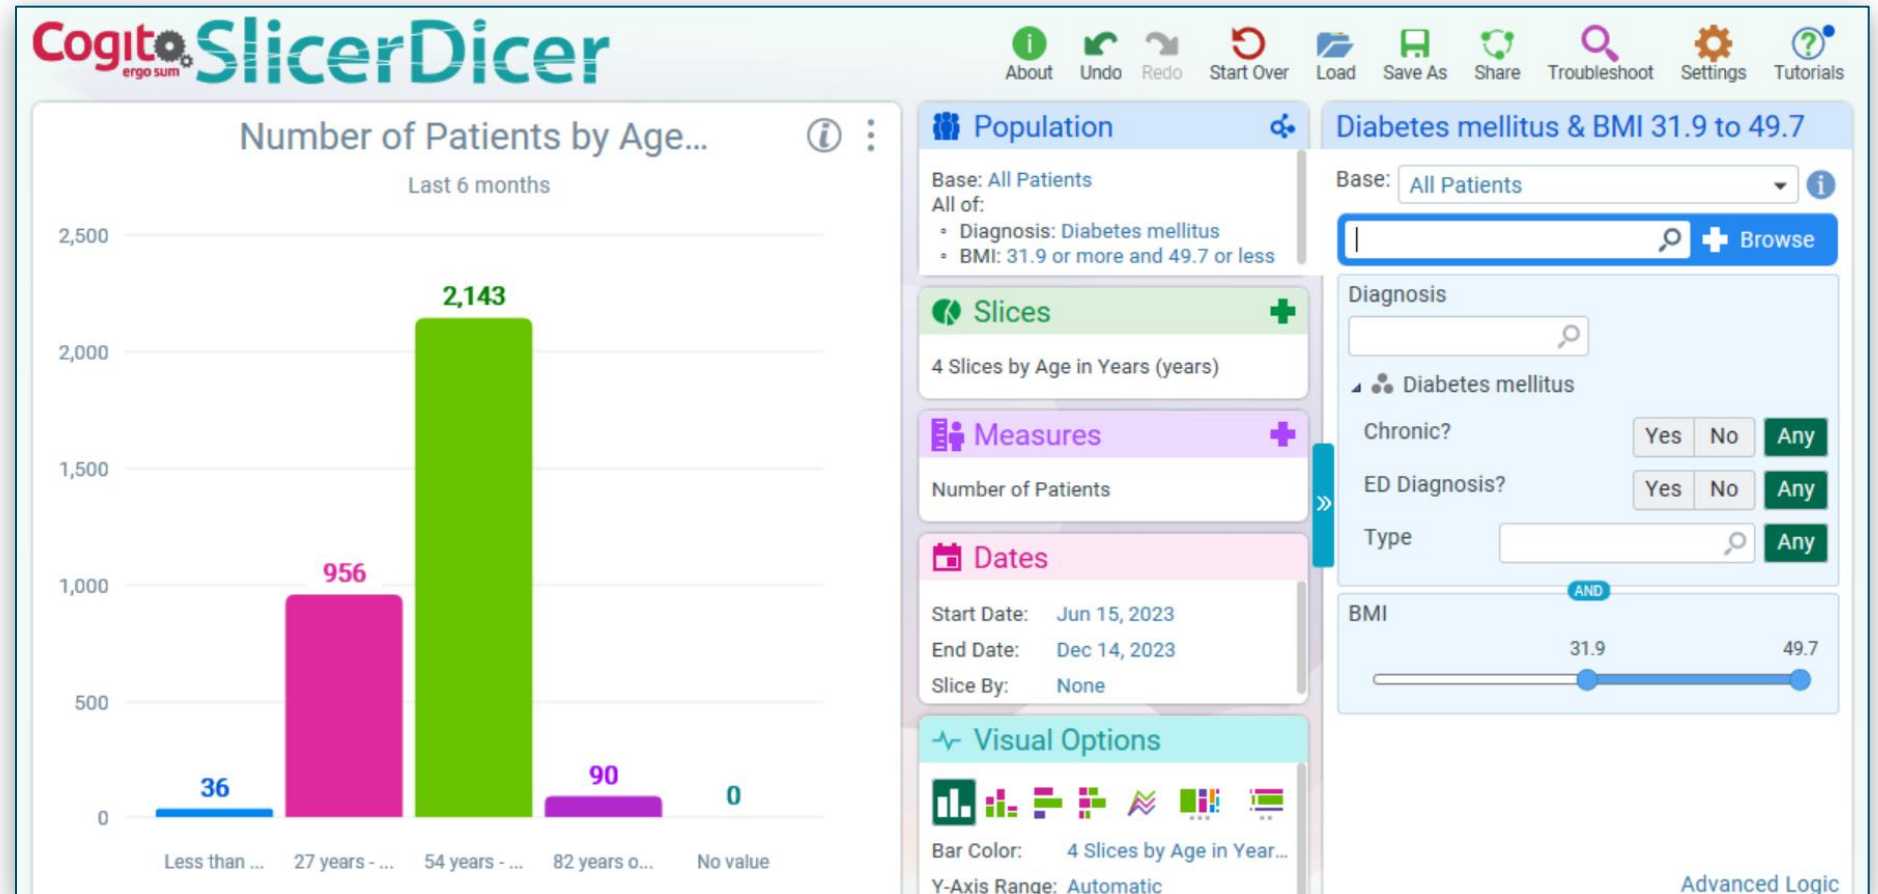 Cogito
ergo sum
SlicerDicer
About
Undo
Redo
Start Over
Load
Save As
Share
Troubleshoot
Settings
Tutorials
Number of Patients by Age...
Last 6 months
2,500
2,000
1,500
1,000
500
0
36
956
2,143
90
0
Less than ...
27 years - ...
54 years - ...
82 years o...
No value
Population
Base: All Patients
All of:
Diagnosis: Diabetes mellitus
BMI: 31.9 or more and 49.7 or less
Slices
4 Slices by Age in Years (years)
Measures
Number of Patients
Dates
Start Date: Jun 15, 2023
End Date: Dec 14, 2023
Slice By: None
Visual Options
Bar Color: 4 Slices by Age in Year...
Y-Axis Range: Automatic
Diabetes mellitus & BMI 31.9 to 49.7
Base: All Patients
Browse
Diagnosis
Diabetes mellitus
Chronic? Yes No Any
ED Diagnosis? Yes No Any
Type Any
AND
BMI
31.9 49.7
Advanced Logic